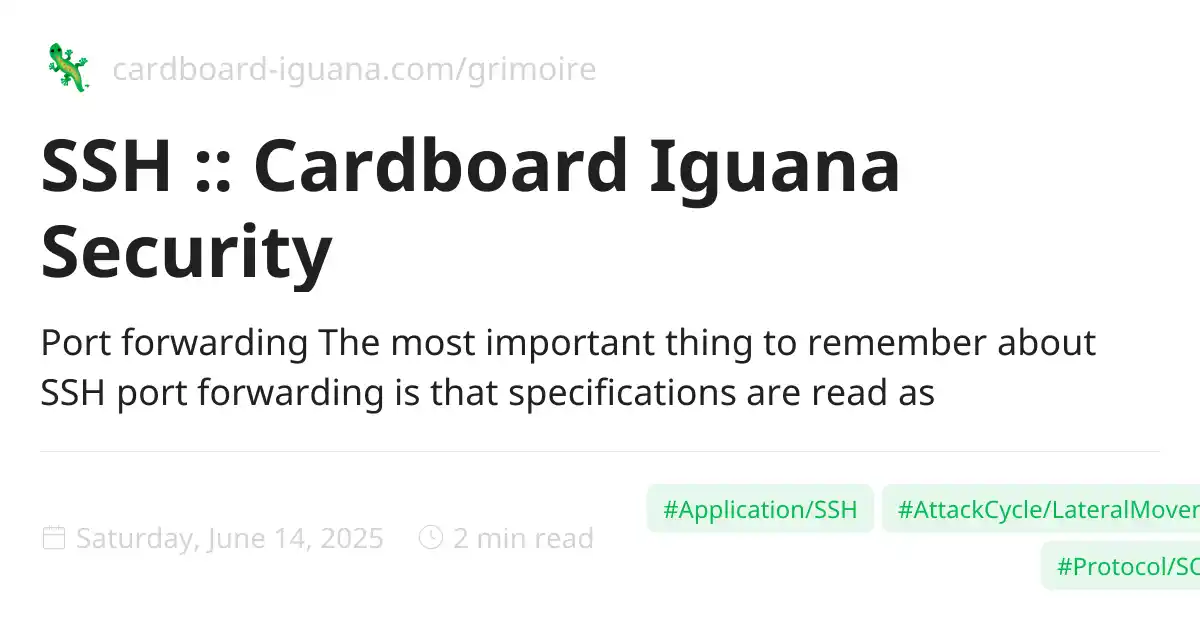 cardboard-iguana.com/grimoire
SSH :: Cardboard Iguana
Security
Port forwarding The most important thing to remember about
SSH port forwarding is that specifications are read as
#Application/SSH #AttackCycle/LateralMover
Saturday, June 14, 2025 2 min read
#Protocol/SC